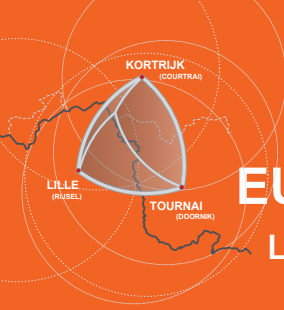 KORTRIJK
(COURTRAI)
LILLE
(RIJSEL)
TOURNAI
(DOORNIK)
EU
L